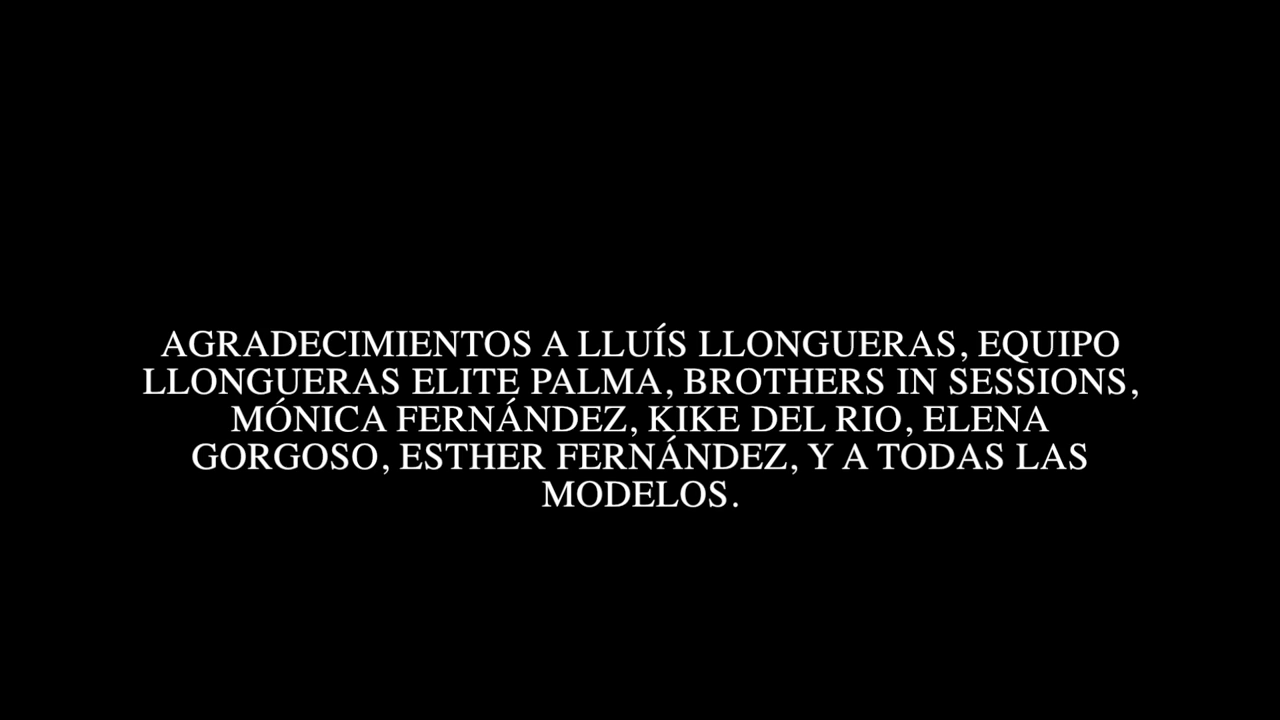 AGRADECIMIENTOS A LLUÍS LLONGUERAS, EQUIPO
LLONGUERAS ELITE PALMA, BROTHERS IN SESSIONS,
MÓNICA FERNÁNDEZ, KIKE DEL RIO, ELENA
GORGOSO, ESTHER FERNÁNDEZ, Y A TODAS LAS
MODELOS.